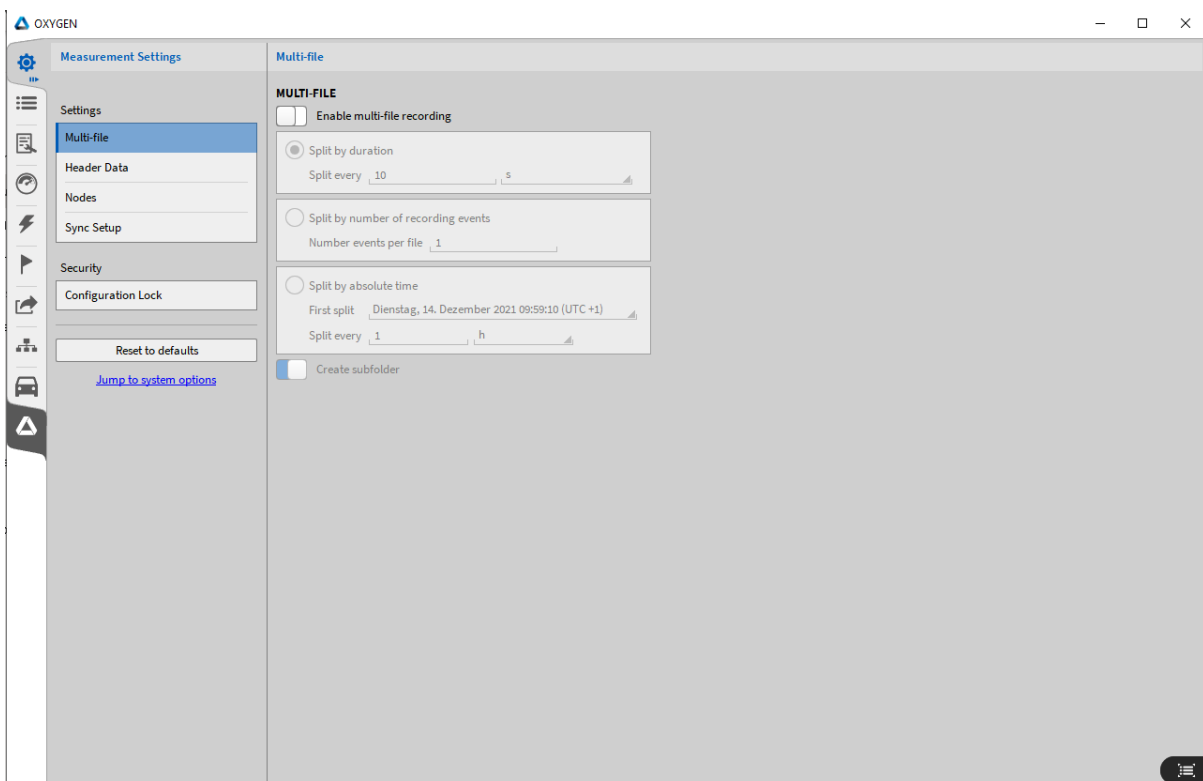 OXYGEN
Measurement Settings
Multi-file
Settings
Multi-file
Header Data
Nodes
Sync Setup
Security
Configuration Lock
Reset to defaults
Jump to system options
MULTI-FILE
Enable multi-file recording
Split by duration
Split every 10 s
Split by number of recording events
Number events per file 1
Split by absolute time
First split Dienstag, 14. Dezember 2021 09:59:10 (UTC +1)
Split every 1 h
Create subfolder